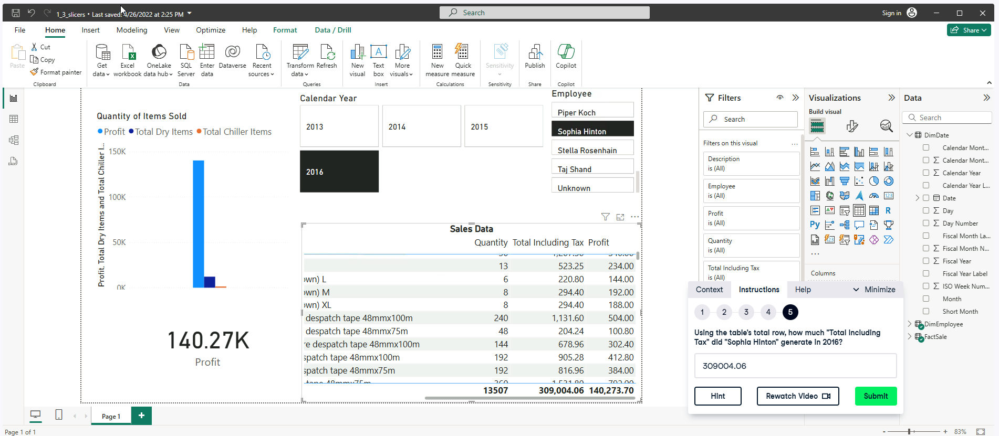 1_3_slicers • Last saved: 4/26/2022 at 2:25 PM
Search
Sign in
File Home Insert Modeling View Optimize Help Format Data / Drill
Share
Paste
Cut
Copy
Format painter
Clipboard
Get data
Excel workbook
OneLake data hub
SQL Server
Enter data
Dataverse
Recent sources
Data
Transform data
Refresh
Queries
New visual
Text box
More visuals
Insert
New measure
Quick measure
Calculations
Sensitivity
Sensitivity
Publish
Share
Copilot
Copilot
Quantity of Items Sold
Profit Total Dry Items Total Chiller Items
Profit, Total Dry Items and Total Chiller I...
150K
100K
50K
0K
140.27K
Profit
Calendar Year
2013
2014
2015
2016
Employee
Piper Koch
Sophia Hinton
Stella Rosenhain
Taj Shand
Unknown
Sales Data
Quantity Total Including Tax Profit
13 523.25 234.00
own) L 6 220.80 144.00
own) M 8 294.40 192.00
own) XL 8 294.40 188.00
despatch tape 48mmx100m 240 1,131.60 504.00
despatch tape 48mmx75m 48 204.24 100.80
re despatch tape 48mmx100m 144 678.96 302.40
spatch tape 48mmx100m 192 905.28 412.80
spatch tape 48mmx75m 192 816.96 384.00
13507 309,004.06 140,273.70
Filters
Search
Filters on this visual
Description
is (All)
Employee
is (All)
Profit
is (All)
Quantity
is (All)
Total Including Tax
is (All)
Visualizations
Build visual
123
R
Py
...
Columns
Data
Search
DimDate
Calendar Mont...
Calendar Mont...
Calendar Year
Calendar Year L...
Date
Day
Day Number
Fiscal Month La...
Fiscal Month N...
Fiscal Year
Fiscal Year Label
ISO Week Num...
Month
Short Month
DimEmployee
FactSale
Context Instructions Help Minimize
1 2 3 4 5
Using the table's total row, how much "Total Including
Tax" did "Sophia Hinton" generate in 2016?
309004.06
Hint
Rewatch Video
Submit
Page 1
+
Page 1 of 1
- + 83%